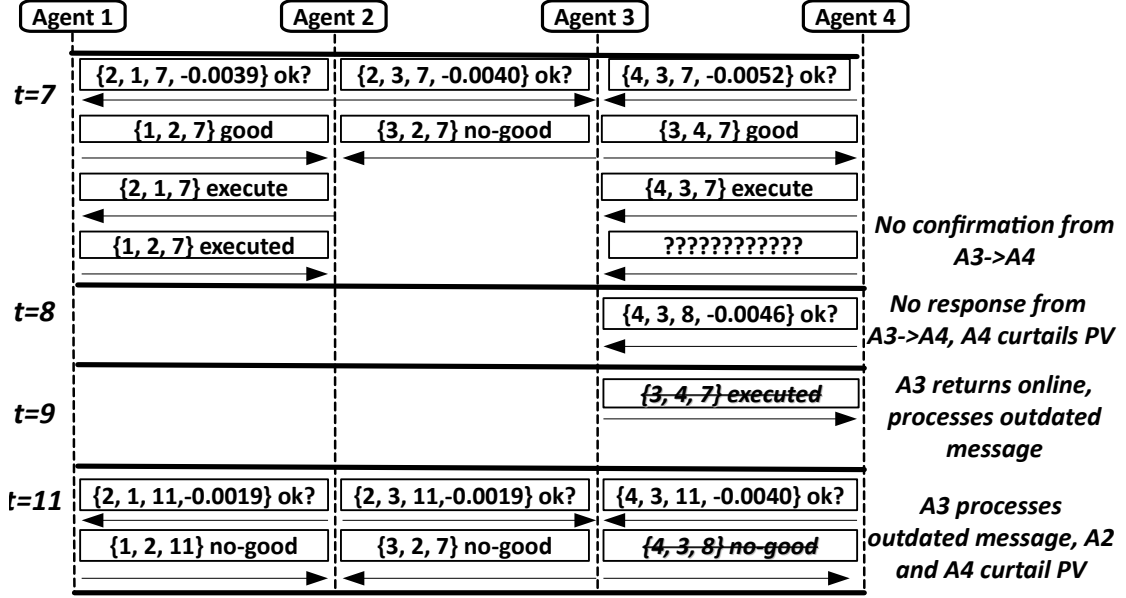 Agent 1 Agent 2 Agent 3 Agent 4
t=7
{2, 1, 7, -0.0039} ok? {2, 3, 7, -0.0040} ok? {4, 3, 7, -0.0052} ok?
{1, 2, 7} good {3, 2, 7} no-good {3, 4, 7} good
{2, 1, 7} execute {4, 3, 7} execute
{1, 2, 7} executed ????????????
No confirmation from
A3->A4
t=8
{4, 3, 8, -0.0046} ok?
No response from
A3->A4, A4 curtails PV
t=9
{3, 4, 7} executed
A3 returns online,
processes outdated
message
t=11
{2, 1, 11,-0.0019} ok? {2, 3, 11,-0.0019} ok? {4, 3, 11, -0.0040} ok?
{1, 2, 11} no-good {3, 2, 7} no-good {4, 3, 8} no-good
A3 processes
outdated message, A2
and A4 curtail PV